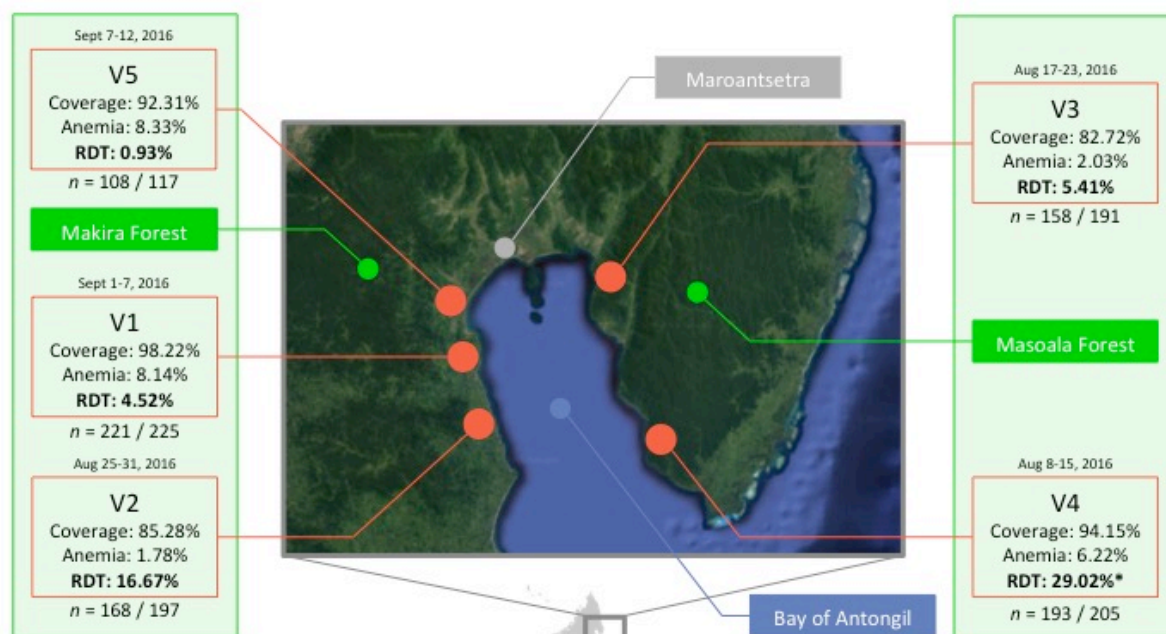 Sept 7-12, 2016
V5
Coverage: 92.31%
Anemia: 8.33%
RDT: 0.93%
n = 108 / 117
Makira Forest
Sept 1-7, 2016
V1
Coverage: 98.22%
Anemia: 8.14%
RDT: 4.52%
n = 221 / 225
Aug 25-31, 2016
V2
Coverage: 85.28%
Anemia: 1.78%
RDT: 16.67%
n = 168 / 197
Maroantsetra
Bay of Antongil
Aug 17-23, 2016
V3
Coverage: 82.72%
Anemia: 2.03%
RDT: 5.41%
n = 158 / 191
Masoala Forest
Aug 8-15, 2016
V4
Coverage: 94.15%
Anemia: 6.22%
RDT: 29.02%*
n = 193 / 205